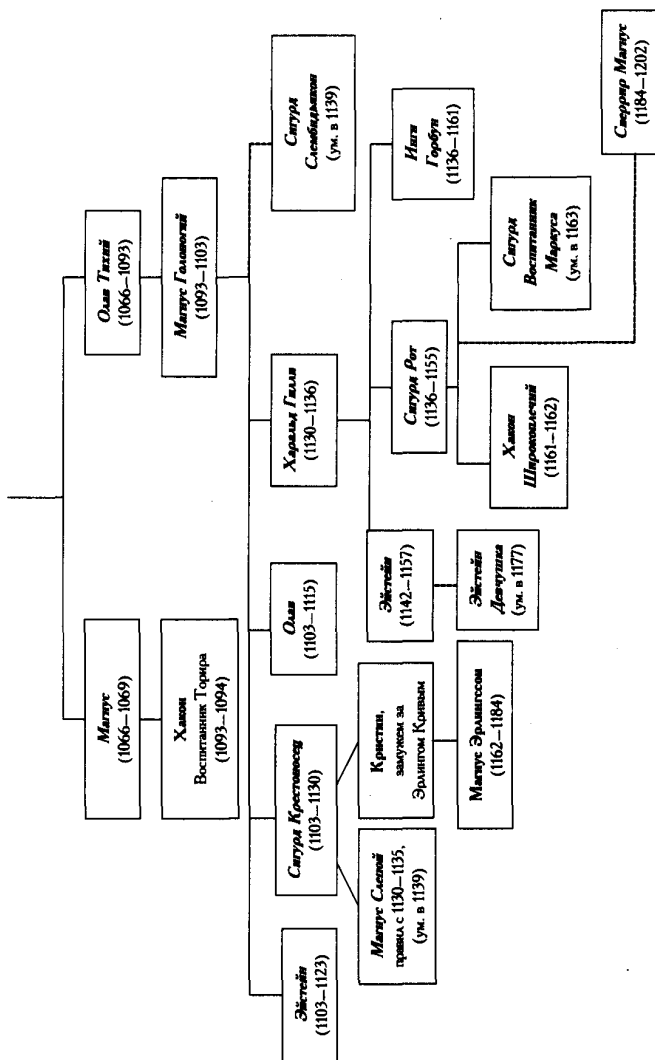 Магнус
(1066—1069)
Олав Тихий
(1066—1093)
Хакон
Воспитанник Торира
(1093—1094)
Магнус Голоногий
(1093—1103)
Эйстейн
(1103—1123)
Сигурд Крестоносец
(1103—1130)
Олав
(1103—1115)
Харальд Гилли
(1130—1136)
Сигурд
Слембидьякон
(ум. в 1139)
Магнус Слепой
правил с 1130—1135,
(ум. в 1139)
Кристки,
замужем за
Эрлингом Кривым
Эйстейн
(1142—1157)
Сигурд Рот
(1136—1155)
Инги
Горбун
(1136—1161)
Магнус Эрлингссон
(1162—1184)
Эйстейн
Девчушка
(ум. в 1177)
Хакон
Широкоплечий
(1161—1162)
Сигурд
Воспитанник
Маркуса
(ум. в 1163)
Сверрир Магнус
(1184—1202)